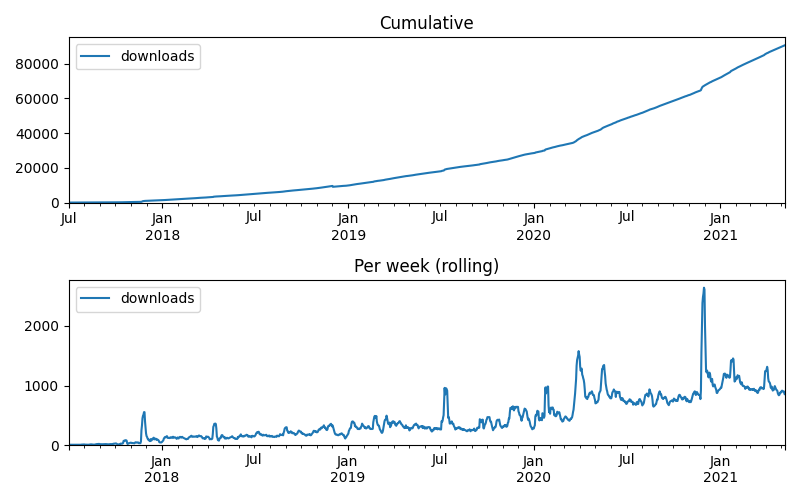 Cumulative
downloads
80000
60000
40000
20000
0
Jul Jan Jul Jan Jul Jan Jul Jan
2018 2019 2020 2021
Per week (rolling)
downloads
2000
1000
0
Jan Jul Jan Jul Jan Jul Jan
2018 2019 2020 2021